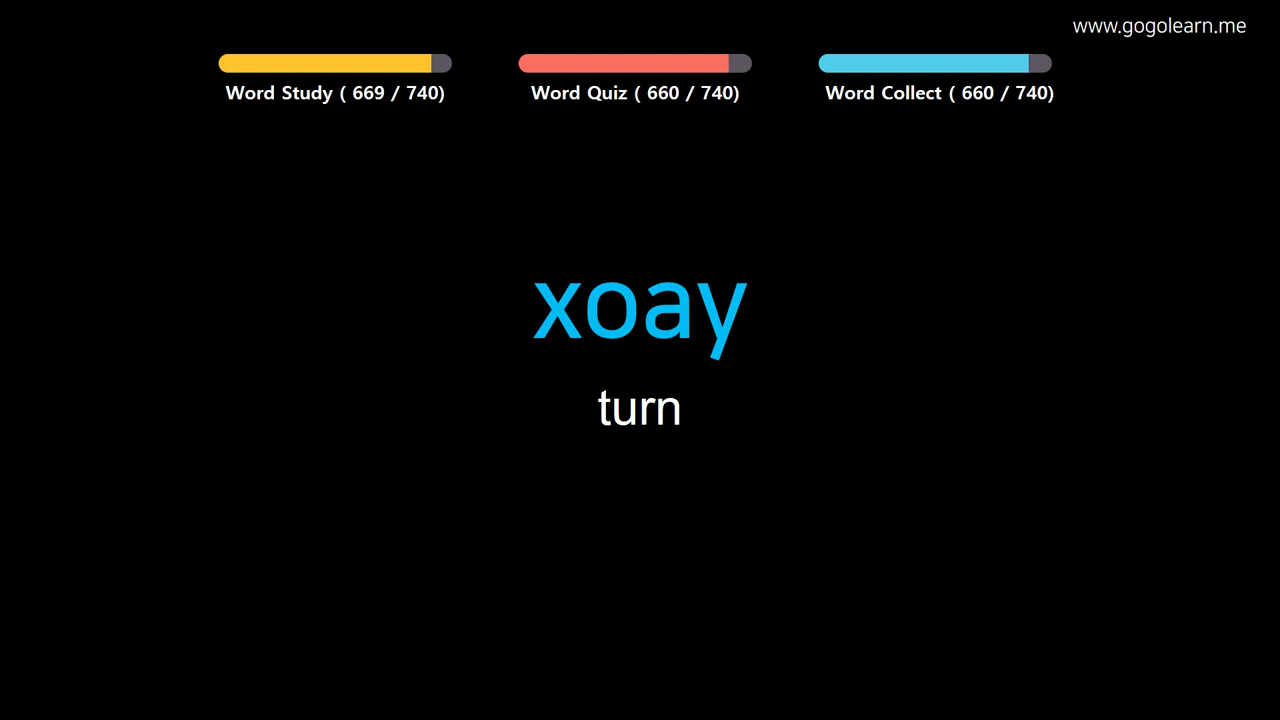 www.gogolearn.me
Word Study ( 669 / 740)
Word Quiz ( 660 / 740)
Word Collect ( 660 / 740)
xoay
turn